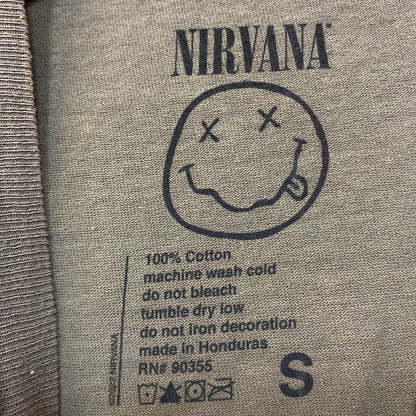 NIRVANA
100% Cotton
machine wash cold
do not bleach
tumble dry low
do not iron decoration
made in Honduras
RN# 90355
S